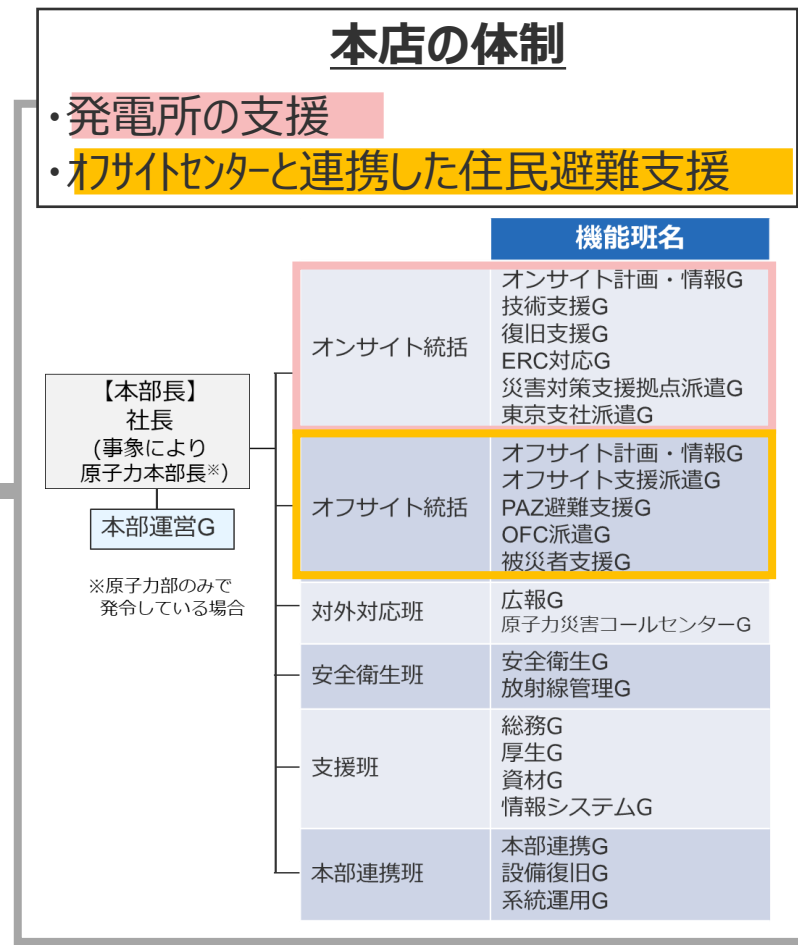 本店の体制
・発電所の支援
・ｵﾌｻｲﾄｾﾝﾀｰと連携した住民避難支援
機能班名
オンサイト統括
オンサイト計画・情報G
技術支援G
復旧支援G
ERC対応G
災害対策支援拠点派遣G
東京支社派遣G
【本部長】
社長
(事象により
原子力本部長※)
本部運営G
※原子力部のみで
発令している場合
オフサイト統括
オフサイト計画・情報G
オフサイト支援派遣G
PAZ避難支援G
OFC派遣G
被災者支援G
対外対応班
広報G
原子力災害コールセンターG
安全衛生班
安全衛生G
放射線管理G
支援班
総務G
厚生G
資材G
情報システムG
本部連携班
本部連携G
設備復旧G
系統運用G